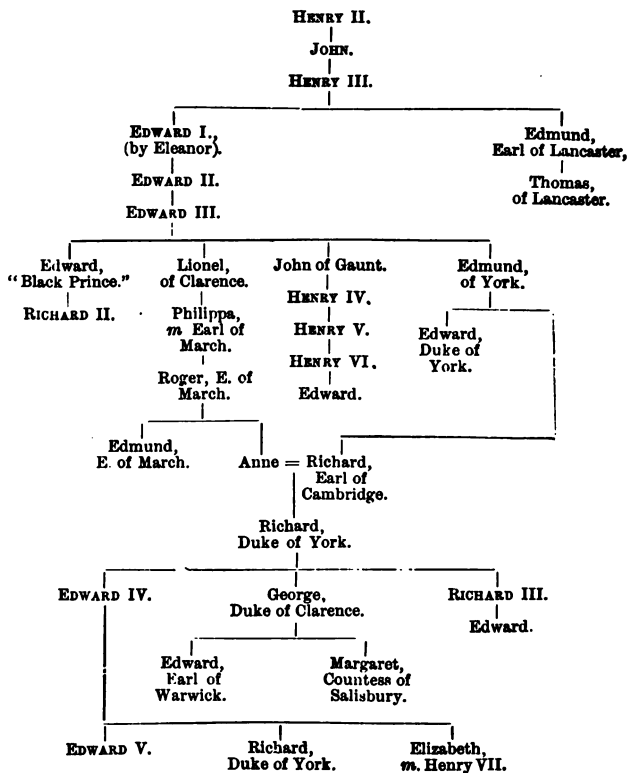 HENRY II.
JOHN.
HENRY III.
EDWARD I.,
(by Eleanor).
Edmund,
Earl of Lancaster,
EDWARD II.
Thomas,
of Lancaster.
EDWARD III.
Edward,
"Black Prince."
Lionel,
of Clarence.
John of Gaunt.
Edmund,
of York.
RICHARD II.
Philippa,
m Earl of
March.
HENRY IV.
HENRY V.
HENRY VI.
Edward.
Edward,
Duke of
York.
Roger, E. of
March.
Edmund,
E. of March.
Anne = Richard,
Earl of
Cambridge.
Richard,
Duke of York.
EDWARD IV.
George,
Duke of Clarence.
RICHARD III.
Edward.
Edward,
Earl of
Warwick.
Margaret,
Countess of
Salisbury.
EDWARD V.
Richard,
Duke of York.
Elizabeth,
m. Henry VII.